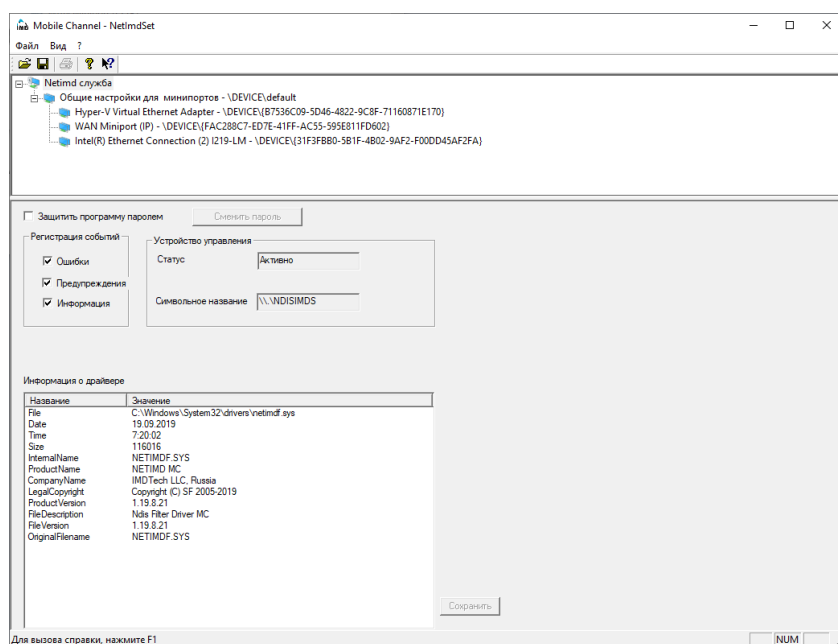 Mobile Channel - NetImdSet
Файл Вид ?
Netimd служба
Общие настройки для минипортов - \DEVICE\default
Hyper-V Virtual Ethernet Adapter - \DEVICE\{B7536C09-5D46-4822-9C8F-71160871E170}
WAN Miniport (IP) - \DEVICE\{FAC288C7-ED7E-41FF-AC55-595E811FD602}
Intel(R) Ethernet Connection (2) I219-LM - \DEVICE\{31F3FBB0-5B1F-4B02-9AF2-F00DD45AF2FA}
Защитить программу паролем Сменить пароль
Регистрация событий Устройство управления
Ошибки Статус Активно
Предупреждения
Информация Символьное название \\.\NDISIMDS
Информация о драйвере
Название Значение
File C:\Windows\System32\drivers\netimdf.sys
Date 19.09.2019
Time 7:20:02
Size 116016
InternalName NETIMDF.SYS
ProductName NETIMD MC
CompanyName IMDTech LLC, Russia
LegalCopyright Copyright (C) SF 2005-2019
ProductVersion 1.19.8.21
FileDescription Ndis Filter Driver MC
FileVersion 1.19.8.21
OriginalFilename NETIMDF.SYS
Сохранить
Для вызова справки, нажмите F1 NUM